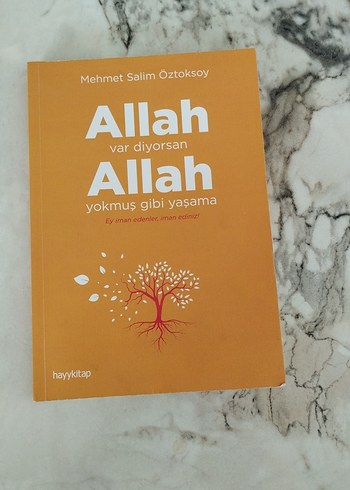 Mehmet Salim Öztoksoy
Allah
var diyorsan
Allah
yokmuş gibi yaşama
Ey iman edenler, iman ediniz!
hayykitap